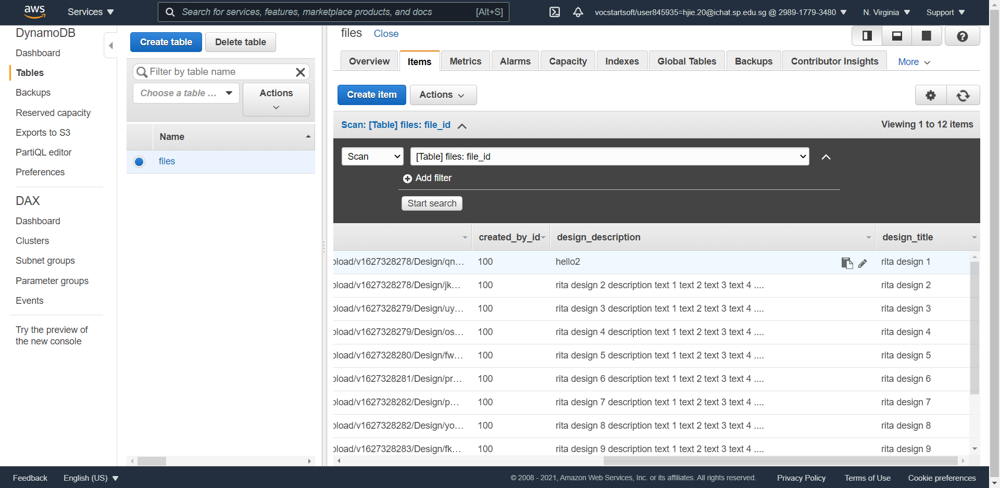 aws
Services
Search for services, features, marketplace products, and docs [Alt+S]
vocstartsoft/user845935=hjie.20@ichat.sp.edu.sg @ 2989-1779-3480
N. Virginia
Support
DynamoDB
Dashboard
Tables
Backups
Reserved capacity
Exports to S3
PartiQL editor
Preferences
DAX
Dashboard
Clusters
Subnet groups
Parameter groups
Events
Try the preview of
the new console
Create table
Delete table
Filter by table name
Choose a table ...
Actions
Name
files
files Close
Overview
Items
Metrics
Alarms
Capacity
Indexes
Global Tables
Backups
Contributor Insights
More
Create item
Actions
Scan: [Table] files: file_id
Viewing 1 to 12 items
Scan
[Table] files: file_id
Add filter
Start search
created_by_id design_description design_title
oload/v1627328278/Design/qn... 100 hello2 rita design 1
oload/v1627328278/Design/jk... 100 rita design 2 description text 1 text 2 text 3 text 4 .... rita design 2
oload/v1627328279/Design/uy... 100 rita design 3 description text 1 text 2 text 3 text 4 .... rita design 3
oload/v1627328279/Design/os... 100 rita design 4 description text 1 text 2 text 3 text 4 .... rita design 4
oload/v1627328280/Design/fw... 100 rita design 5 description text 1 text 2 text 3 text 4 .... rita design 5
oload/v1627328281/Design/pr... 100 rita design 6 description text 1 text 2 text 3 text 4 .... rita design 6
oload/v1627328282/Design/p... 100 rita design 7 description text 1 text 2 text 3 text 4 .... rita design 7
oload/v1627328282/Design/yo... 100 rita design 8 description text 1 text 2 text 3 text 4 .... rita design 8
oload/v1627328283/Design/fk... 100 rita design 9 description text 1 text 2 text 3 text 4 .... rita design 9
Feedback
English (US)
© 2008 - 2021, Amazon Web Services, Inc. or its affiliates. All rights reserved.
Privacy Policy
Terms of Use
Cookie preferences